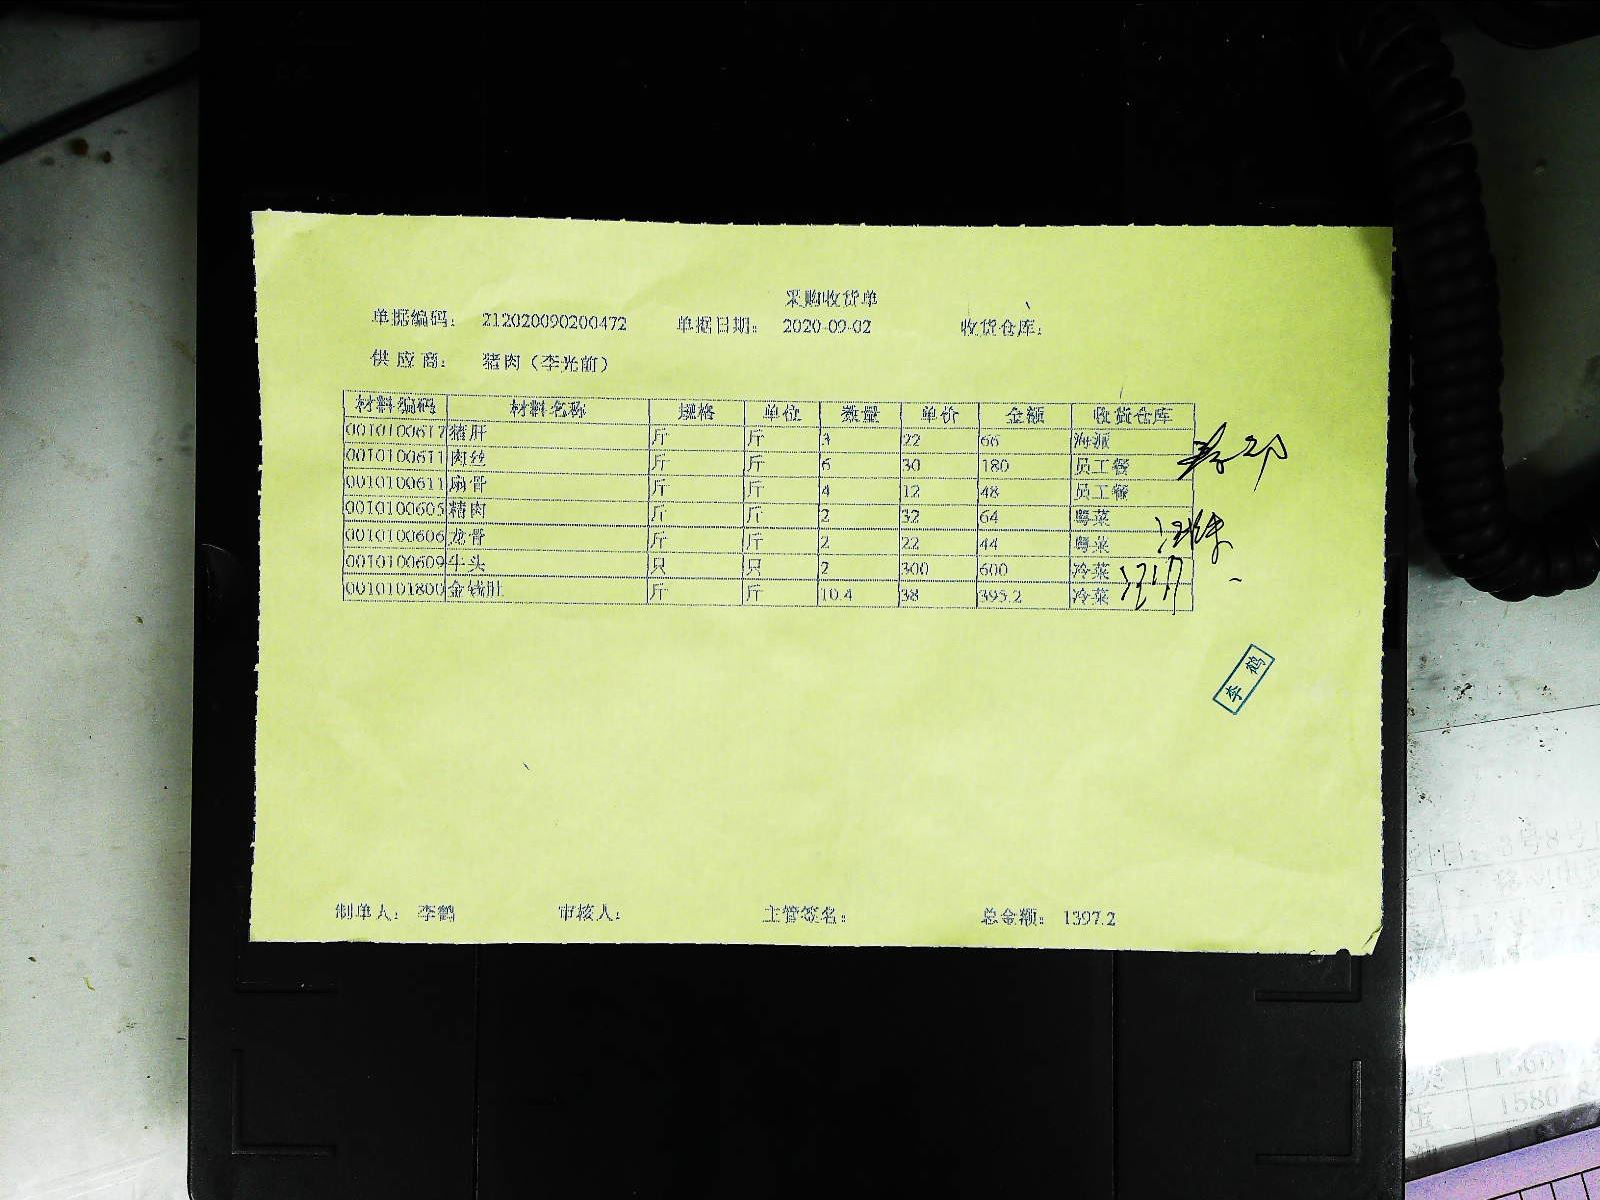 采购收货单
单据编码： 212020090200472 单据日期： 2020-09-02 收货仓库：
供应商： 猪肉（李光前）
材料编码 材料名称 规格 单位 数量 单价 金额 收货仓库
0010100617 猪肝 斤 斤 3 22 66 海派
0010100611 肉丝 斤 斤 6 30 180 员工餐
0010100611 扇骨 斤 斤 4 12 48 员工餐
0010100605 精肉 斤 斤 2 32 64 粤菜
0010100606 龙骨 斤 斤 2 22 44 粤菜
0010100609 牛头 只 只 2 300 600 冷菜
0010101800 金钱肚 斤 斤 10.4 38 395.2 冷菜
李鹤
制单人： 李鹤 审核人： 主管签名： 总金额： 1397.2